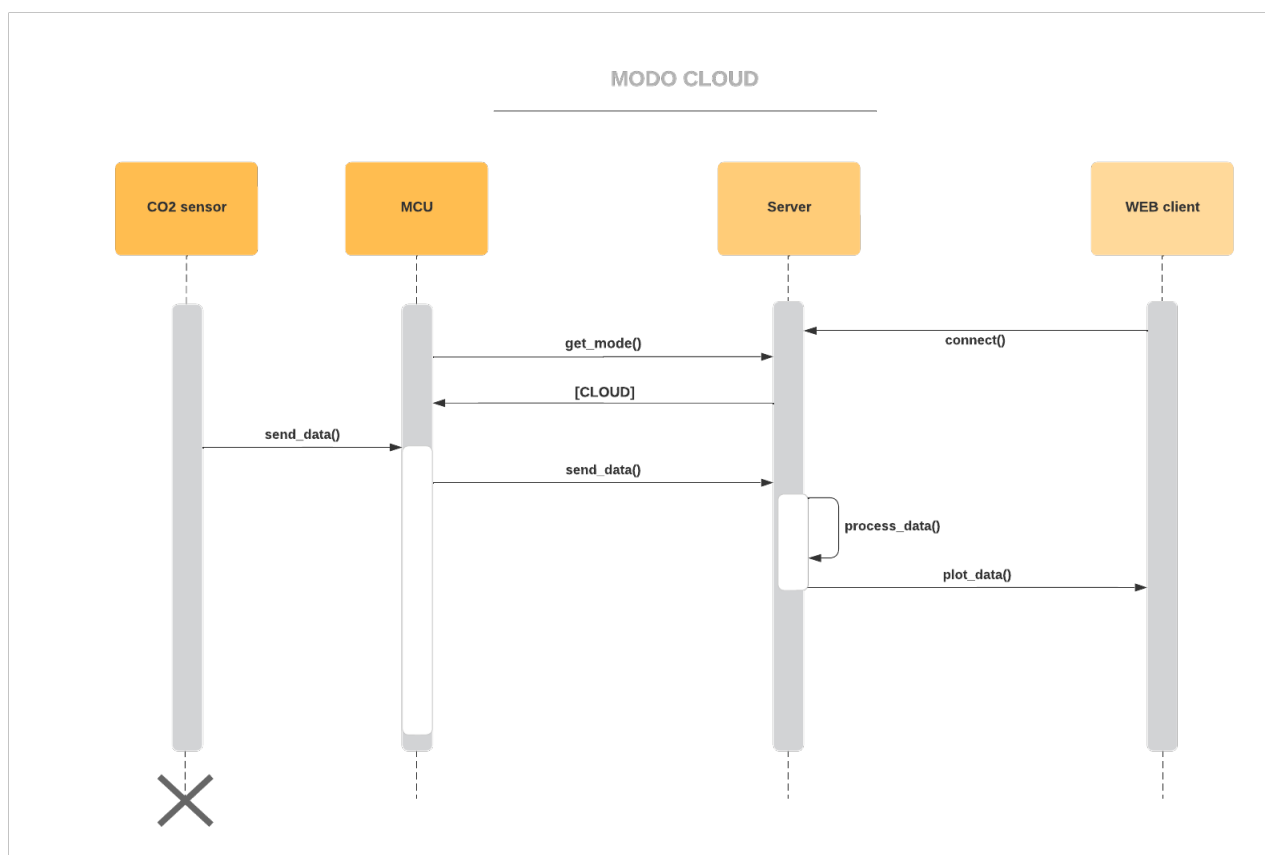 MODO CLOUD
CO2 sensor
MCU
Server
WEB client
connect()
get_mode()
[CLOUD]
send_data()
send_data()
process_data()
plot_data()